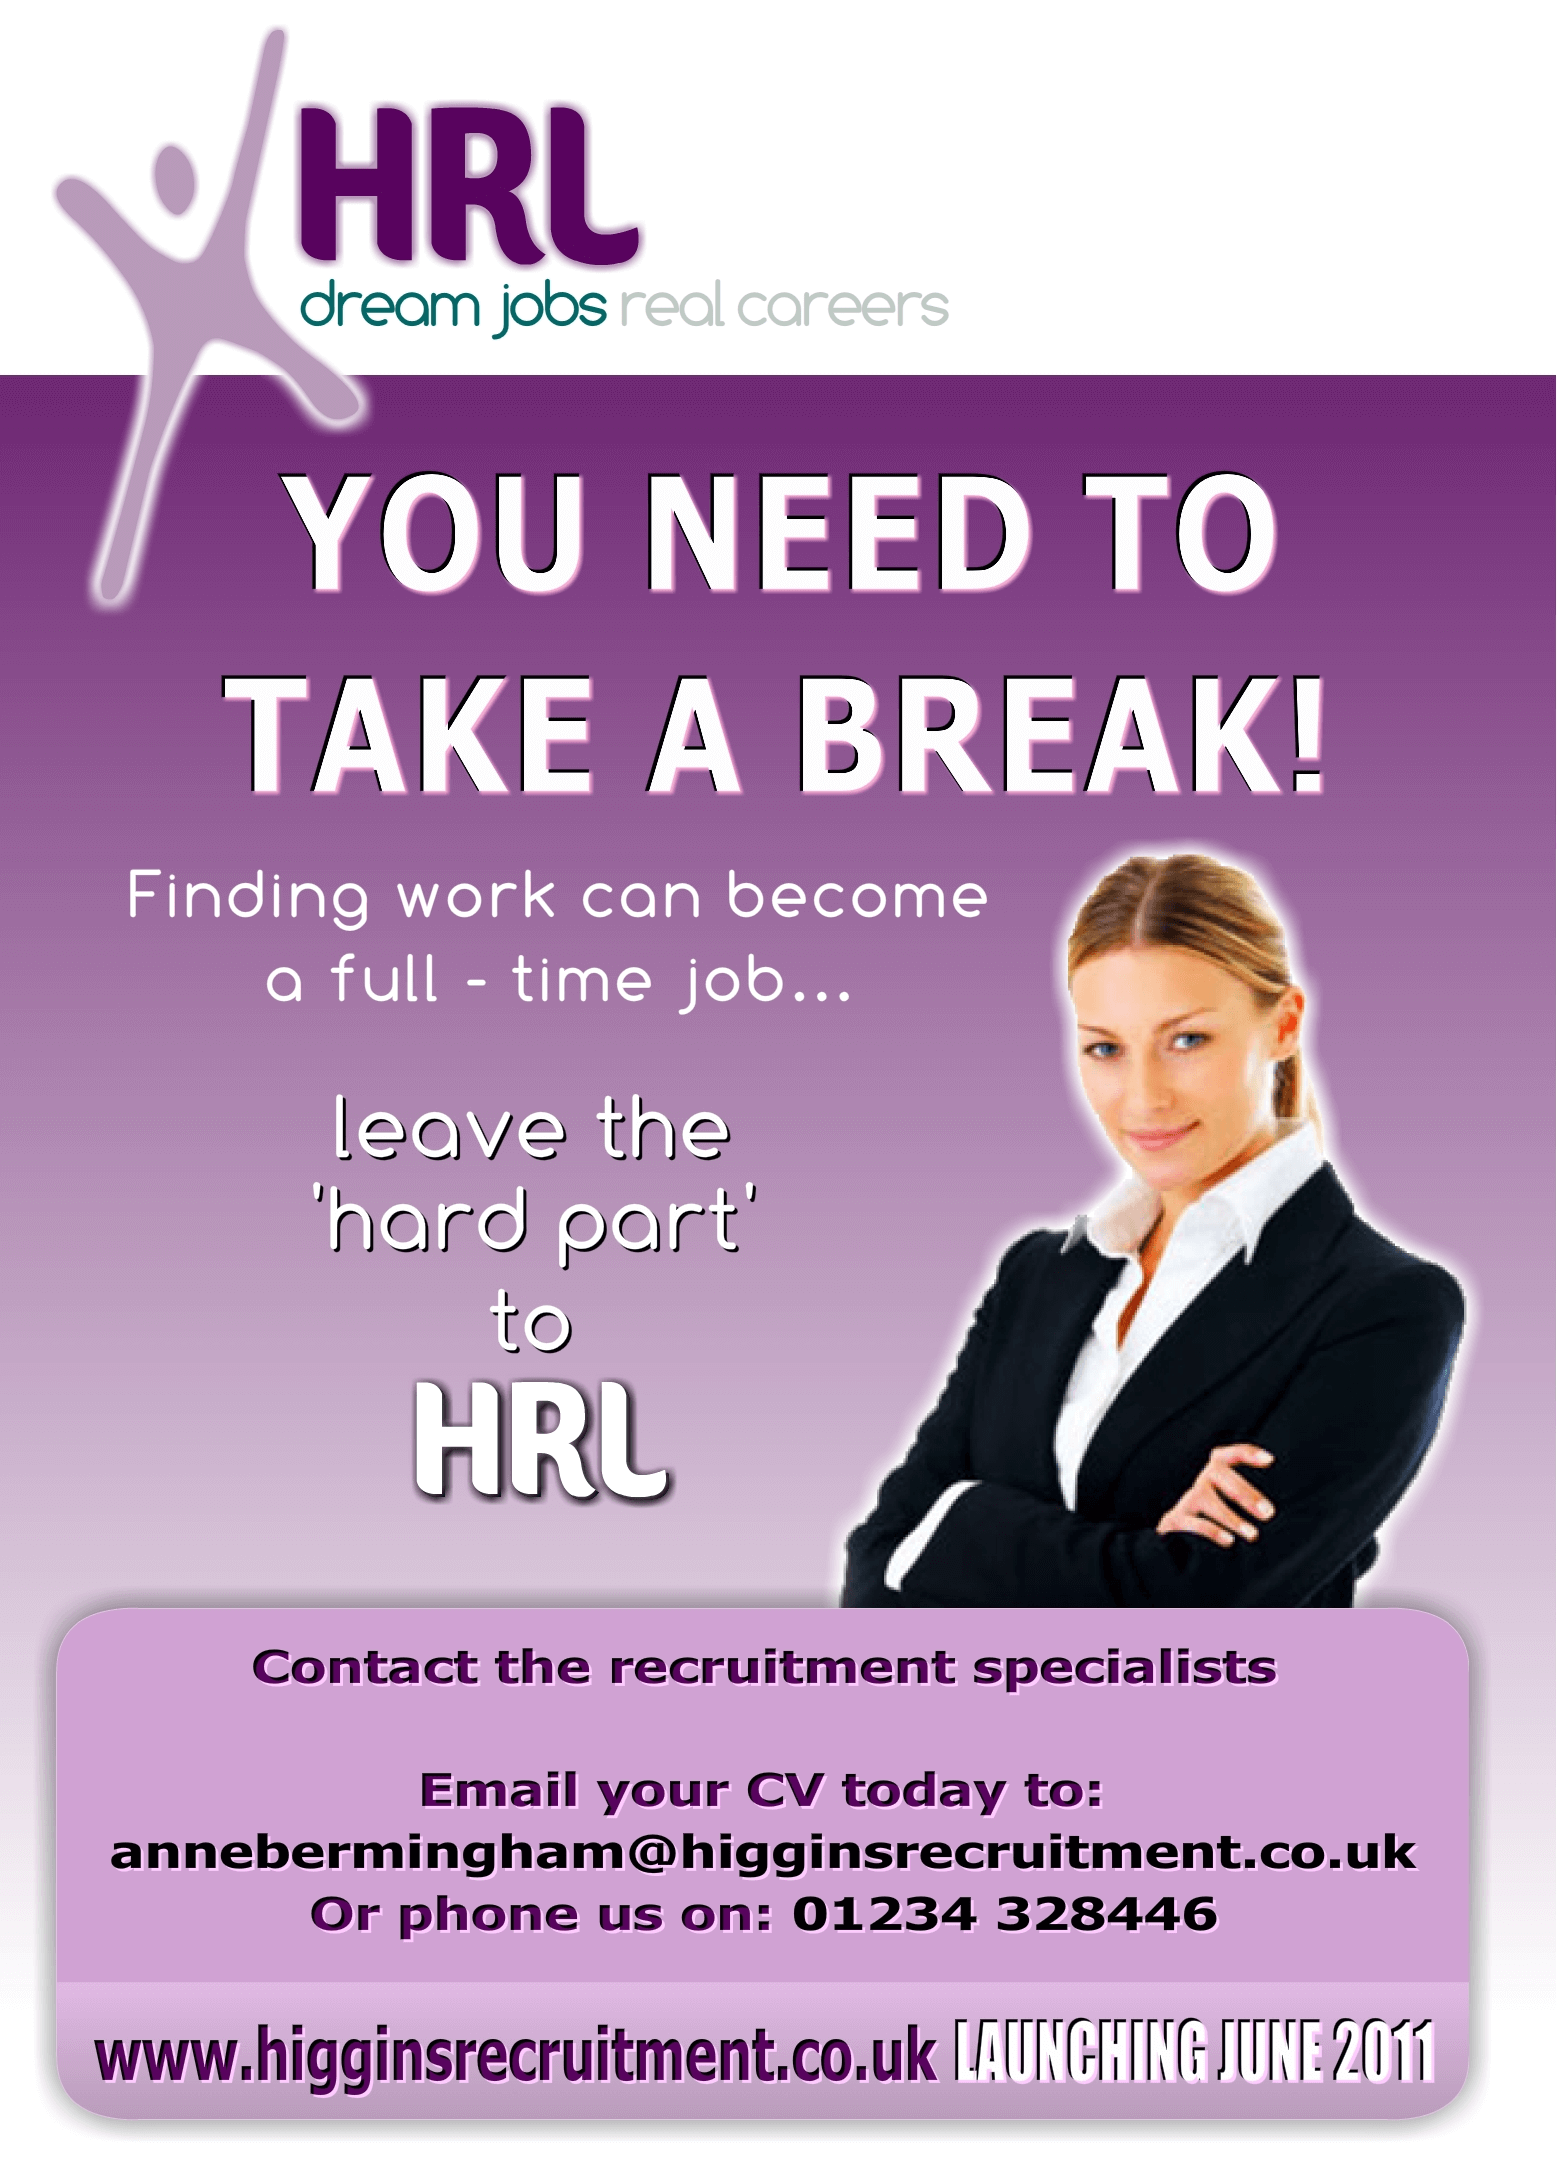 HRL
dream jobs real careers
YOU NEED TO
TAKE A BREAK!
Finding work can become
a full - time job...
leave the
'hard part'
to
HRL
Contact the recruitment specialists
Email your CV today to:
annebermingham@higginsrecruitment.co.uk
Or phone us on: 01234 328446
www.higginsrecruitment.co.uk LAUNCHING JUNE 2011